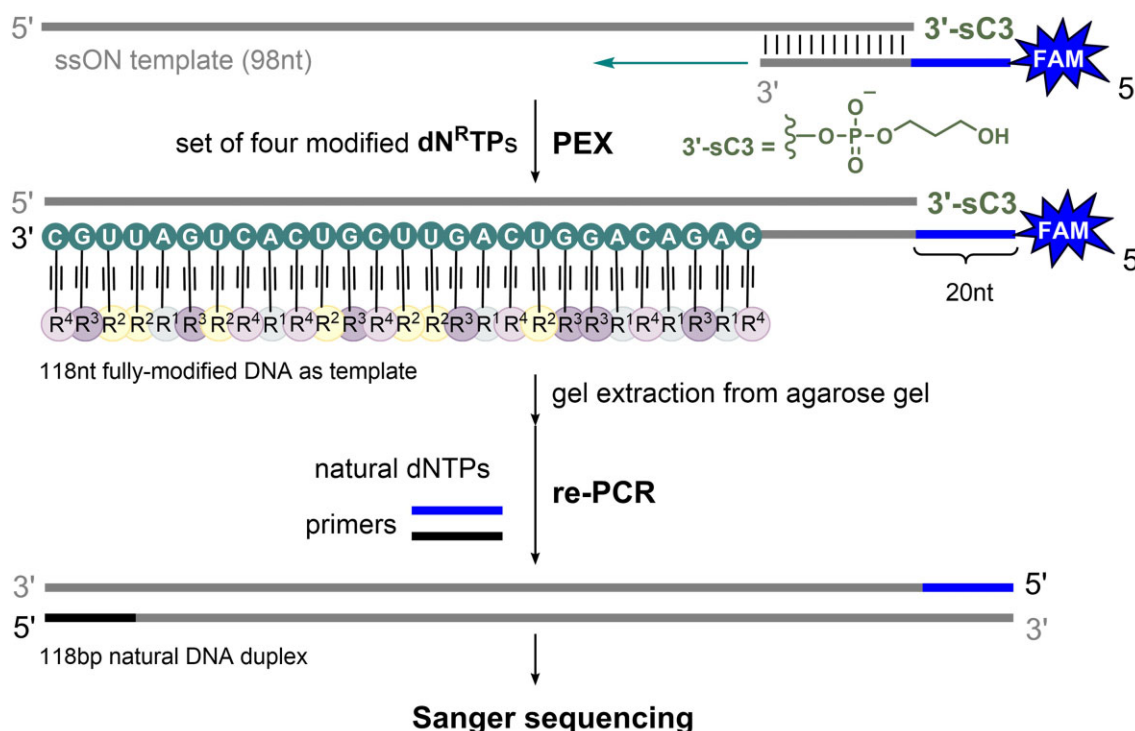 5' 3'-sC3
ssON template (98nt) FAM
3' 5'
set of four modified dNᴿTPs PEX 3'-sC3 = O P O⁻ O O OH
5' 3'-sC3
3' C G U U A G U C A C U G C U U G A C U G G A C A G A C FAM
5'
R⁴ R³ R² R² R¹ R³ R² R⁴ R¹ R⁴ R² R³ R⁴ R² R² R³ R¹ R⁴ R² R³ R³ R¹ R⁴ R¹ R³ R¹ R⁴ 20nt
118nt fully-modified DNA as template
gel extraction from agarose gel
natural dNTPs
re-PCR
primers
3' 5'
5' 3'
118bp natural DNA duplex
Sanger sequencing